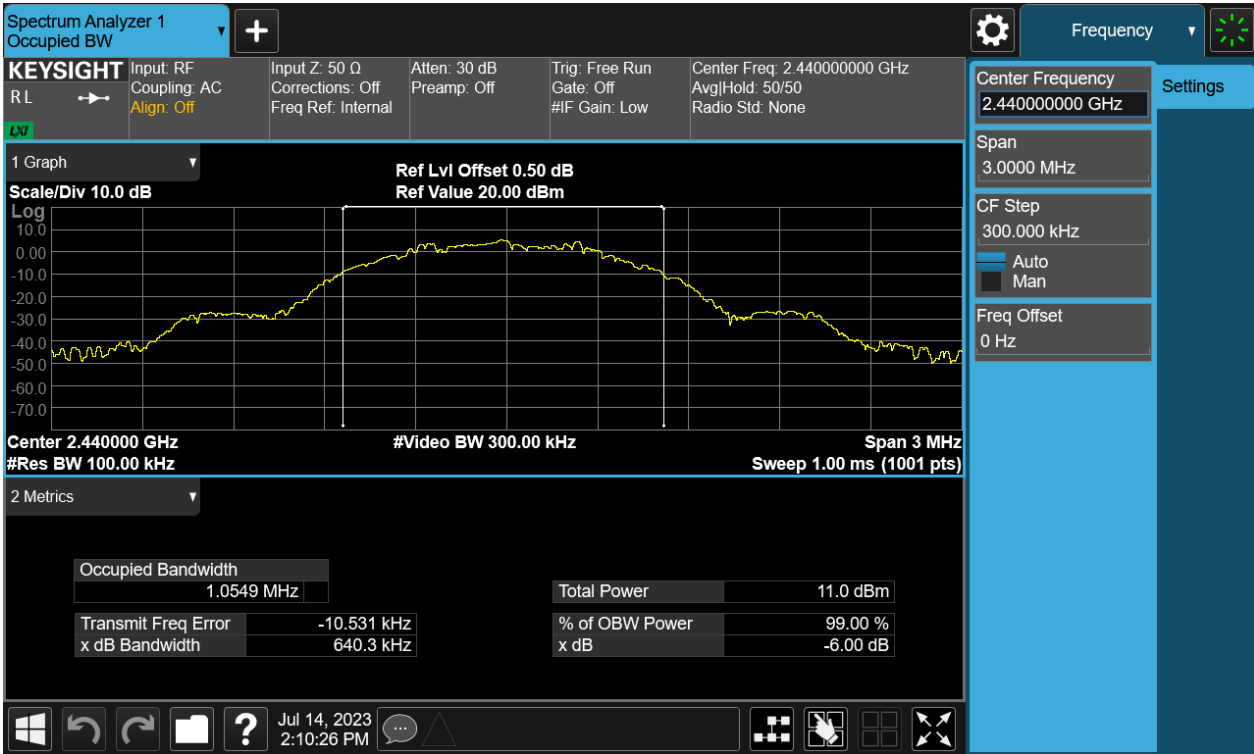 Spectrum Analyzer 1
Occupied BW
Frequency
KEYSIGHT
R L
LXI
Input: RF
Coupling: AC
Align: Off
Input Z: 50 Ω
Corrections: Off
Freq Ref: Internal
Atten: 30 dB
Preamp: Off
Trig: Free Run
Gate: Off
#IF Gain: Low
Center Freq: 2.440000000 GHz
Avg|Hold: 50/50
Radio Std: None
Center Frequency
2.440000000 GHz
Settings
Span
3.0000 MHz
CF Step
300.000 kHz
Auto
Man
Freq Offset
0 Hz
1 Graph
Scale/Div 10.0 dB
Ref Lvl Offset 0.50 dB
Ref Value 20.00 dBm
Log
10.0
0.00
-10.0
-20.0
-30.0
-40.0
-50.0
-60.0
-70.0
Center 2.440000 GHz
#Video BW 300.00 kHz
Span 3 MHz
#Res BW 100.00 kHz
Sweep 1.00 ms (1001 pts)
2 Metrics
Occupied Bandwidth
1.0549 MHz
Total Power 11.0 dBm
Transmit Freq Error -10.531 kHz
% of OBW Power 99.00 %
x dB Bandwidth 640.3 kHz
x dB -6.00 dB
?
Jul 14, 2023
2:10:26 PM